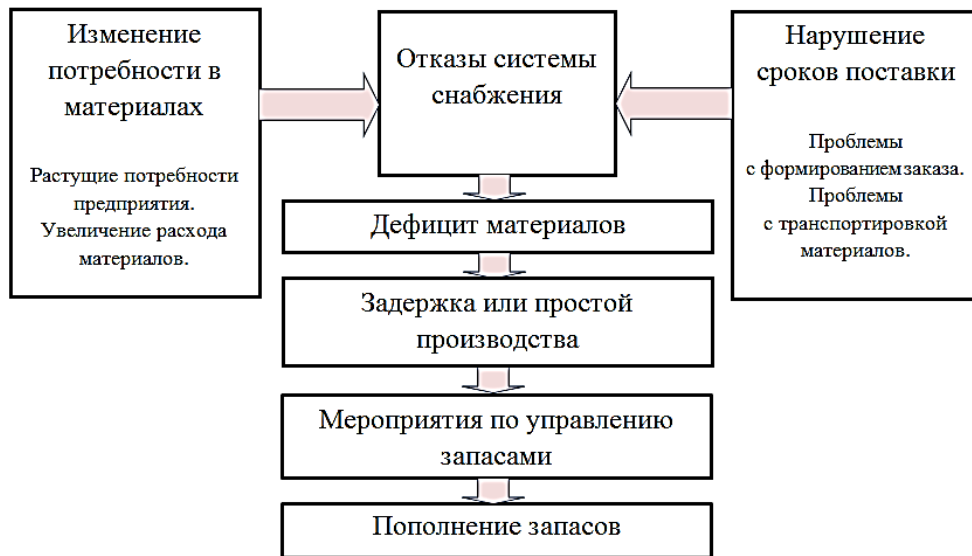 Изменение
потребности в
материалах
Растущие потребности
предприятия.
Увеличение расхода
материалов.
Отказы системы
снабжения
Нарушение
сроков поставки
Проблемы
с формированием заказа.
Проблемы
с транспортировкой
материалов.
Дефицит материалов
Задержка или простой
производства
Мероприятия по управлению
запасами
Пополнение запасов